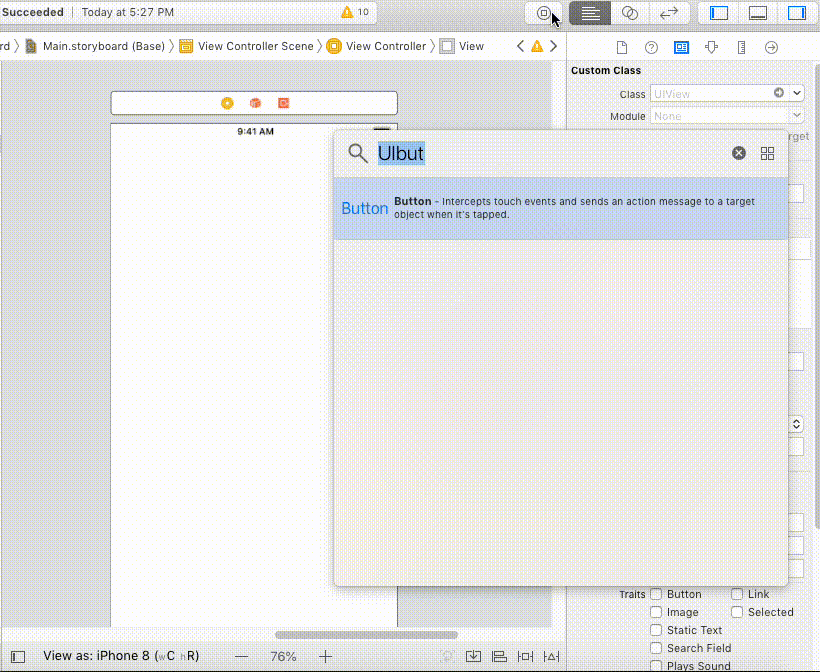 Succeeded | Today at 5:27 PM 10
rd 〉 Main.storyboard (Base) 〉 View Controller Scene 〉 View Controller 〉 View
Custom Class
Class UIView
Module None
rget
9:41 AM
UIbut
Button
Button - Intercepts touch events and sends an action message to a target
object when it's tapped.
Traits Button Link
Image Selected
Static Text
Search Field
Plays Sound
View as: iPhone 8 (wC hR) — 76% +